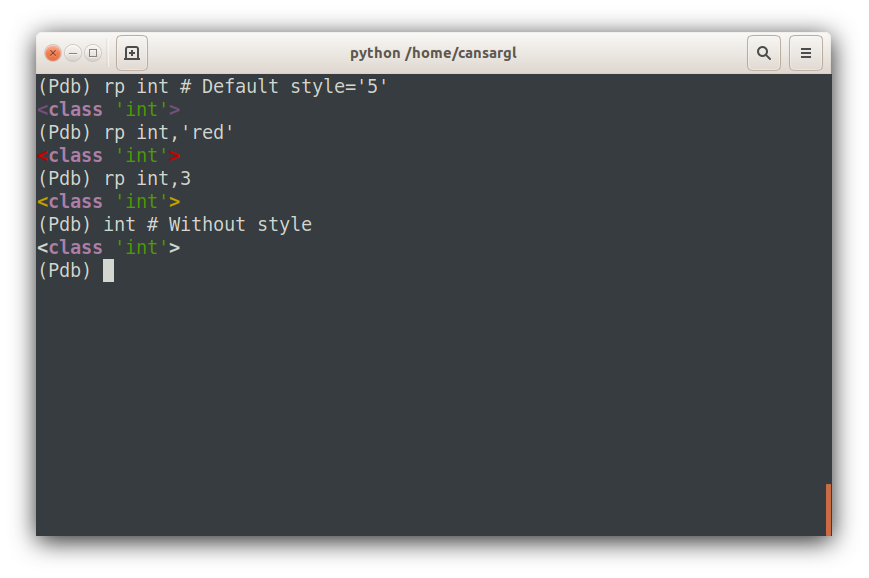 python /home/cansargl
(Pdb) rp int # Default style='5'
<class 'int'>
(Pdb) rp int,'red'
<class 'int'>
(Pdb) rp int,3
<class 'int'>
(Pdb) int # Without style
<class 'int'>
(Pdb)